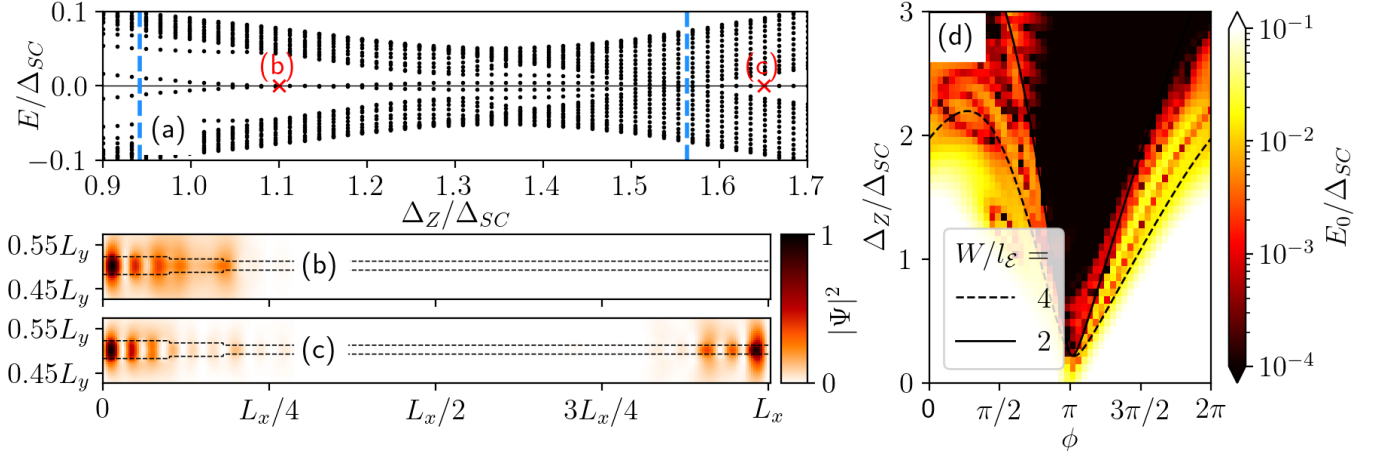 0.1
0.0
−0.1
E/Δ_SC
(a)
(b)
(c)
0.9 1.0 1.1 1.2 1.3 1.4 1.5 1.6 1.7
Δ_Z/Δ_SC
0.55L_y
0.45L_y
(b)
0.55L_y
0.45L_y
(c)
0 L_x/4 L_x/2 3L_x/4 L_x
1
0
|Ψ|²
(d)
3
2
1
0
Δ_Z/Δ_SC
W/l_ℰ =
4
2
0 π/2 π 3π/2 2π
ϕ
10⁻¹
10⁻²
10⁻³
10⁻⁴
E₀/Δ_SC